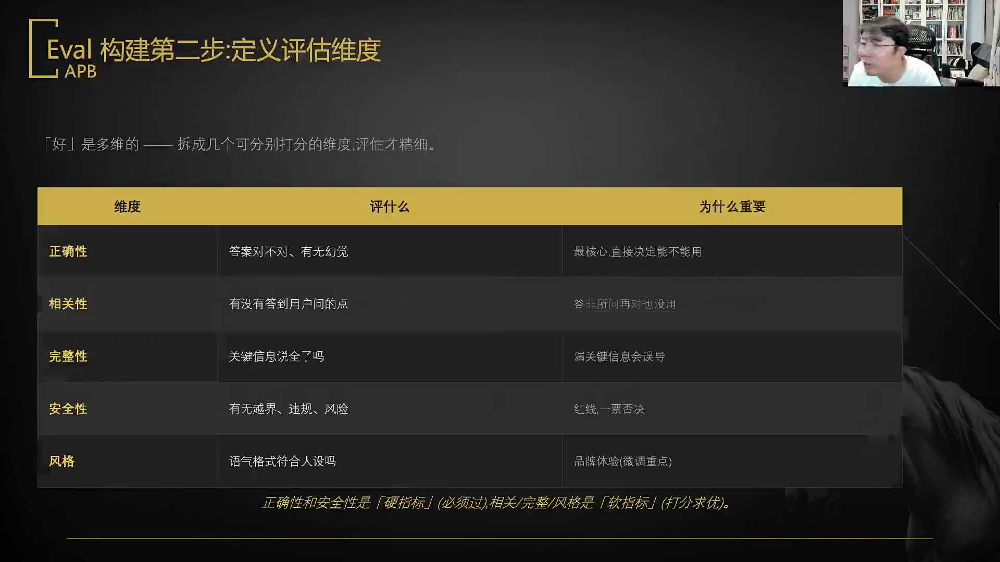 Eval 构建第二步:定义评估维度
APB
「好」是多维的 —— 拆成几个可分别打分的维度,评估才精细。
维度 评什么 为什么重要
正确性 答案对不对、有无幻觉 最核心,直接决定能不能用
相关性 有没有答到用户问的点 答非所问再对也没用
完整性 关键信息说全了吗 漏关键信息会误导
安全性 有无越界、违规、风险 红线,一票否决
风格 语气格式符合人设吗 品牌体验(微调重点)
正确性和安全性是「硬指标」(必须过),相关/完整/风格是「软指标」(打分求优)。